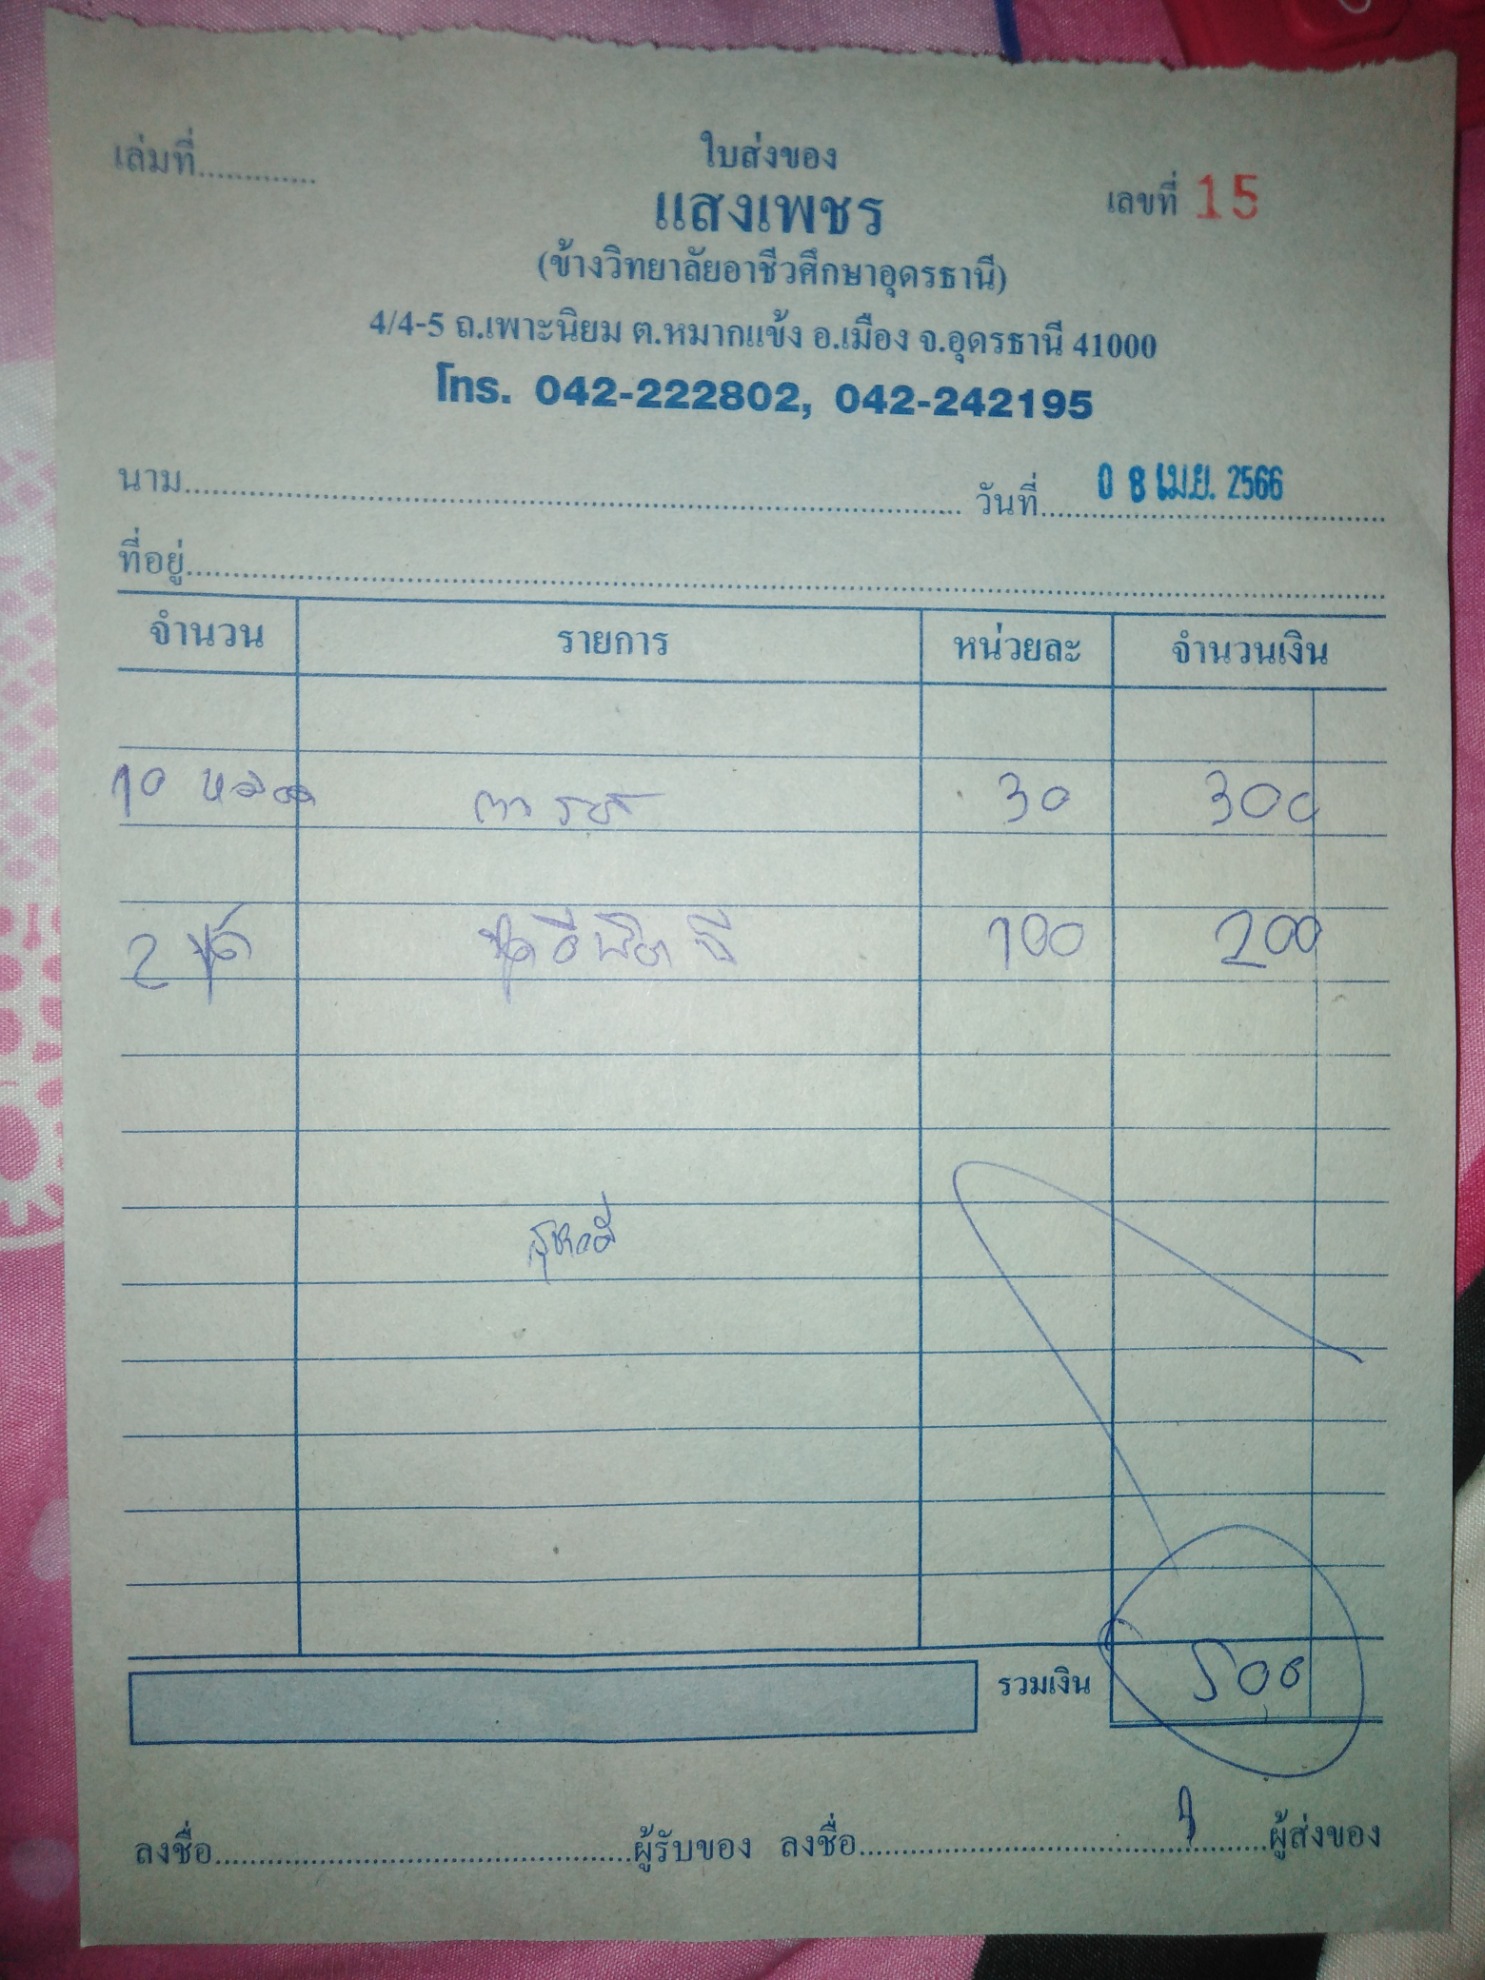 ใบส่งของ
เล่มที่.............
แสงเพชร
เลขที่ 15
(ข้างวิทยาลัยอาชีวศึกษาอุดรธานี)
4/4-5 ถ.เพาะนิยม ต.หมากแข้ง อ.เมือง จ.อุดรธานี 41000
โทร. 042-222802, 042-242195
นาม.............. วันที่.............. 08 เม.ย. 2566
ที่อยู่..............
จำนวน รายการ หน่วยละ จำนวนเงิน
10 หลอด 30 300
2 ชุด ชุด 100 200
รวมเงิน 500
ลงชื่อ..............ผู้รับของ ลงชื่อ..............ผู้ส่งของ